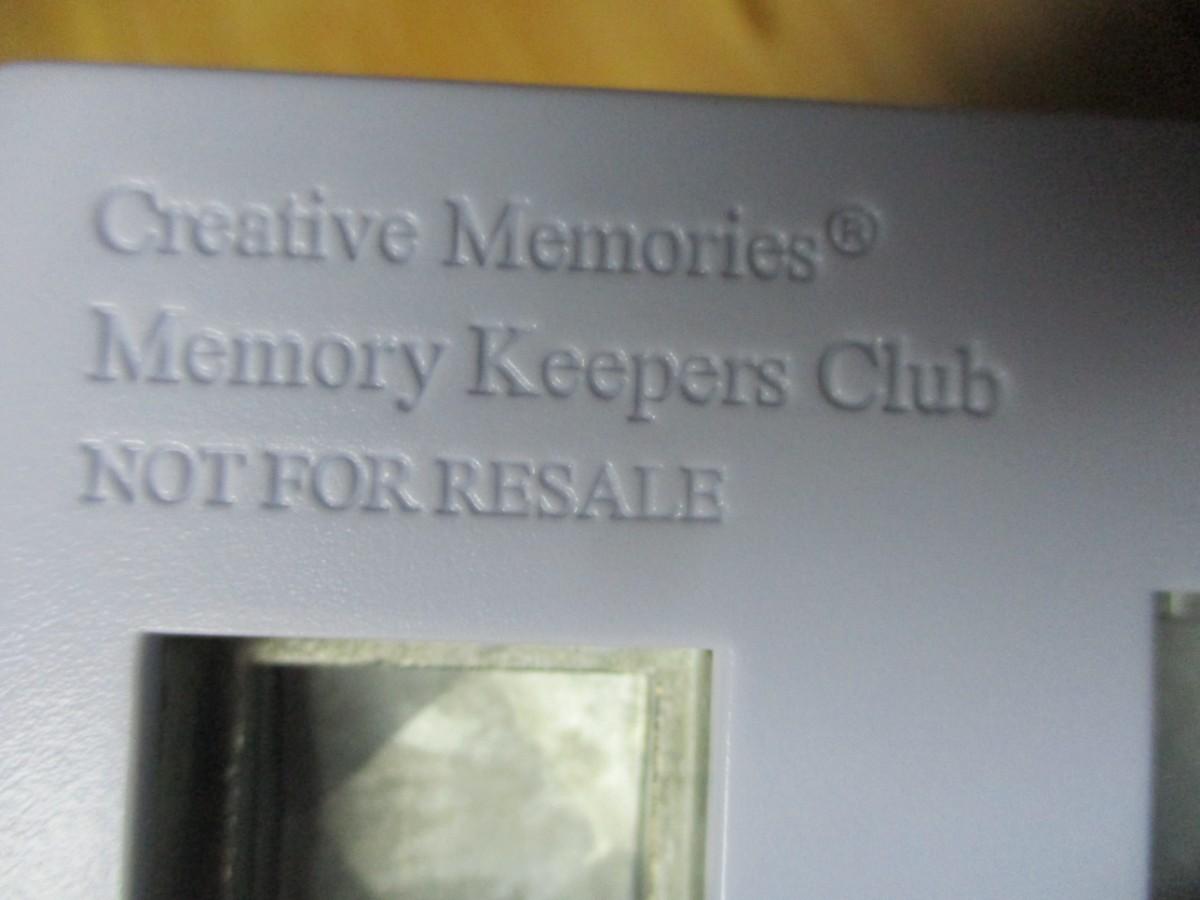 Creative Memories®
Memory Keepers Club
NOT FOR RESALE